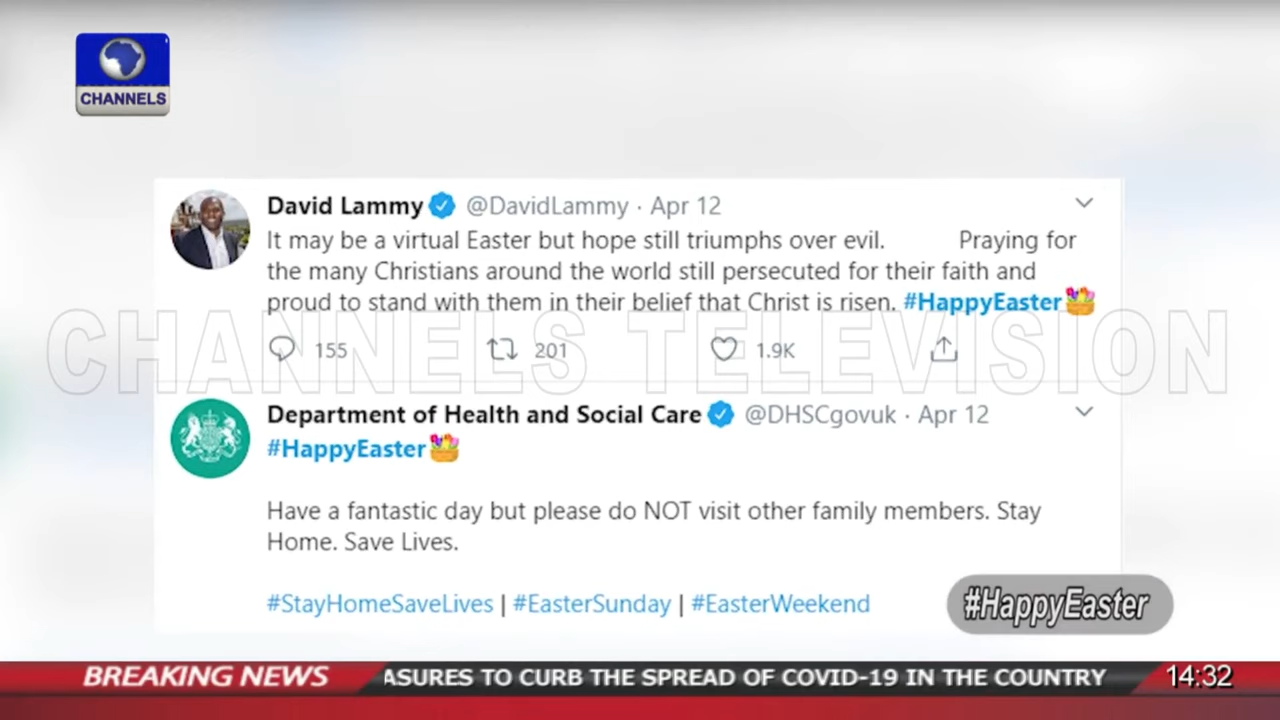 CHANNELS
David Lammy @DavidLammy · Apr 12
It may be a virtual Easter but hope still triumphs over evil. Praying for
the many Christians around the world still persecuted for their faith and
proud to stand with them in their belief that Christ is risen. #HappyEaster
155 201 1.9K
CHANNELS TELEVISION
Department of Health and Social Care @DHSCgovuk · Apr 12
#HappyEaster
Have a fantastic day but please do NOT visit other family members. Stay
Home. Save Lives.
#StayHomeSaveLives | #EasterSunday | #EasterWeekend
#HappyEaster
BREAKING NEWS ASURES TO CURB THE SPREAD OF COVID-19 IN THE COUNTRY 14:32